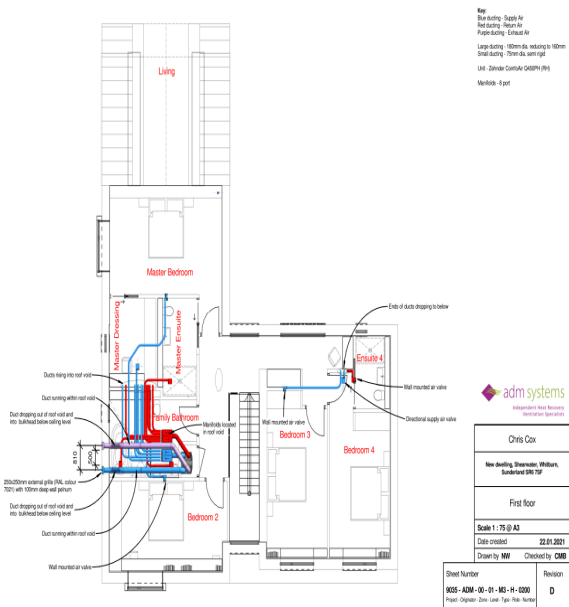 Key:
Blue ducting - Supply Air
Red ducting - Return Air
Purple ducting - Exhaust Air
Large ducting - 180mm dia. reducing to 160mm
Small ducting - 75mm dia. semi rigid
Unit - Zehnder ComfoAir Q450PH (RH)
Manifolds - 8 port
Living
Master Bedroom
Master Dressing
Master Ensuite
Ends of ducts dropping to below
Ensuite 4
Ducts rising into roof void
Wall mounted air valve
Duct running within roof void
Directional supply air valve
Family Bathroom
Wall mounted air valve
Duct dropping out of roof void and
into bulkhead below ceiling level
Manifolds located
in roof void
Bedroom 3
Bedroom 4
810
500
250x250mm external grille (RAL colour
7021) with 100mm deep wall plenum
Duct dropping out of roof void and
into bulkhead below ceiling level
Bedroom 2
Duct running within roof void
Wall mounted air valve
adm systems
Independent Heat Recovery
Ventilation Specialists
Chris Cox
New dwelling, Shearwater, Whitburn,
Sunderland SR6 7SF
First floor
Scale 1 : 75 @ A3
Date created 22.01.2021
Drawn by NW Checked by CMB
Sheet Number Revision
9035 - ADM - 00 - 01 - M3 - H - 0200 D
Project - Originator - Zone - Level - Type - Role - Number